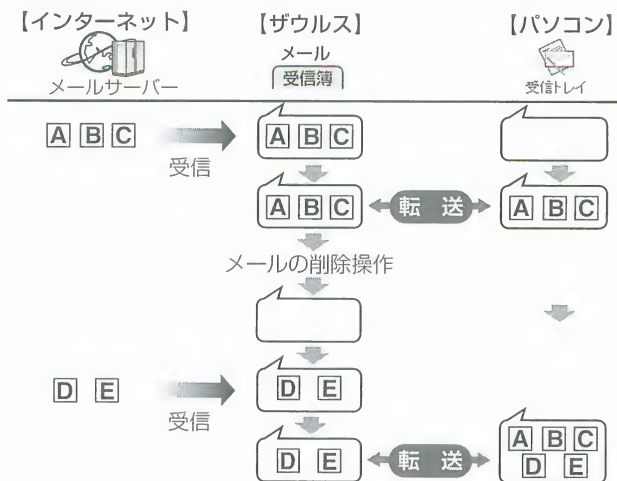 【インターネット】 【ザウルス】 【パソコン】
メール
受信簿
メールサーバー 受信トレイ
A B C A B C
受信
A B C 転 送 A B C
メールの削除操作
D E D E
受信
A B C
D E 転 送 D E